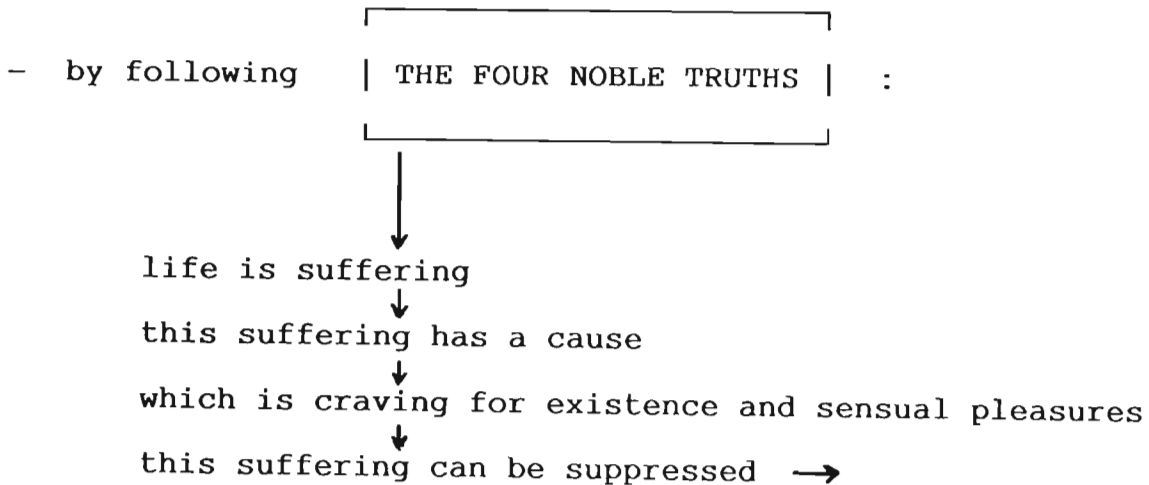 - by following | THE FOUR NOBLE TRUTHS | :
life is suffering
this suffering has a cause
which is craving for existence and sensual pleasures
this suffering can be suppressed →